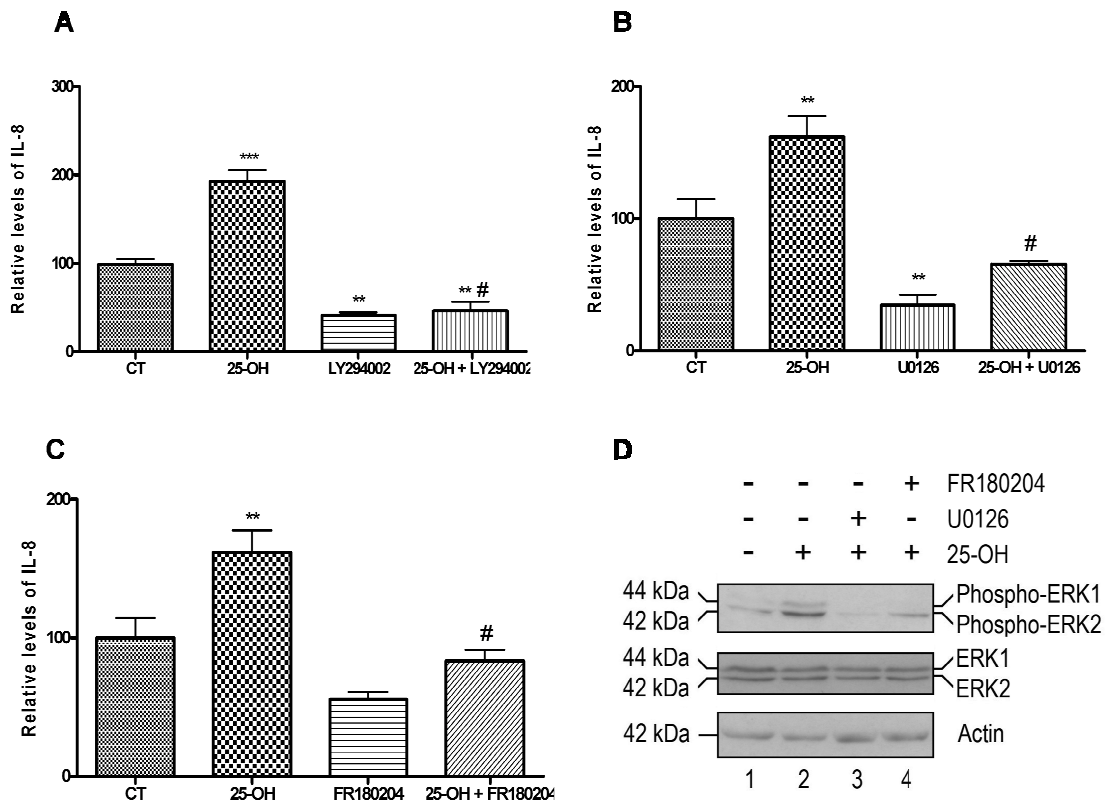 A
Relative levels of IL-8
300
200
100
0
***
**
** #
CT 25-OH LY294002 25-OH + LY294002
B
Relative levels of IL-8
200
100
0
**
**
#
CT 25-OH U0126 25-OH + U0126
C
Relative levels of IL-8
200
100
0
**
#
CT 25-OH FR180204 25-OH + FR180204
D
- - - + FR180204
- - + - U0126
- + + + 25-OH
44 kDa Phospho-ERK1
42 kDa Phospho-ERK2
44 kDa ERK1
42 kDa ERK2
42 kDa Actin
1 2 3 4